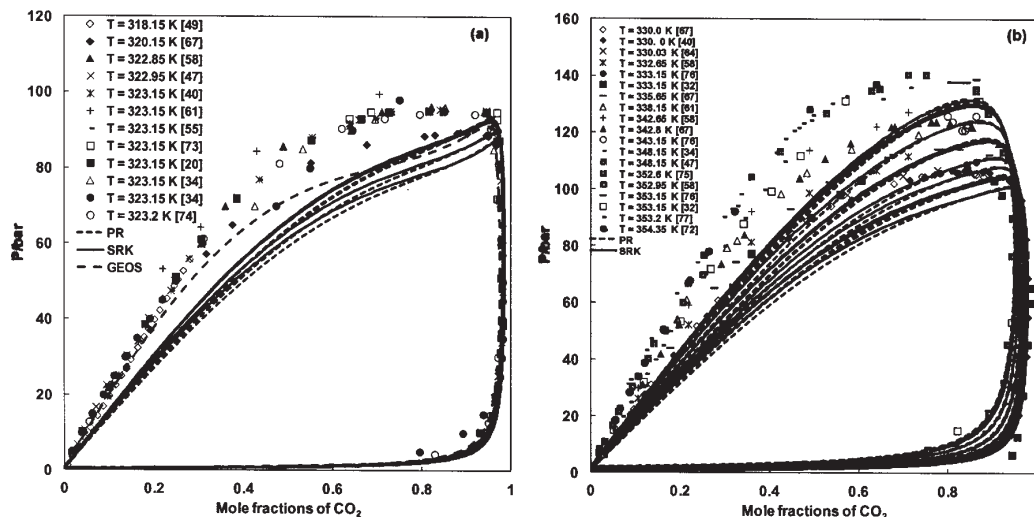 (a)
T = 318.15 K [49]
T = 320.15 K [67]
T = 322.85 K [58]
T = 322.95 K [47]
T = 323.15 K [40]
T = 323.15 K [61]
T = 323.15 K [55]
T = 323.15 K [73]
T = 323.15 K [20]
T = 323.15 K [34]
T = 323.15 K [34]
T = 323.2 K [74]
PR
SRK
GEOS
P/bar
120
100
80
60
40
20
0
0 0.2 0.4 0.6 0.8 1
Mole fractions of CO2
(b)
T = 330.0 K [67]
T = 330. 0 K [40]
T = 330.03 K [64]
T = 332.65 K [58]
T = 333.15 K [76]
T = 333.15 K [32]
T = 335.65 K [67]
T = 338.15 K [61]
T = 342.65 K [58]
T = 342.8 K [67]
T = 343.15 K [76]
T = 348.15 K [34]
T = 348.15 K [47]
T = 352.6 K [75]
T = 352.95 K [58]
T = 353.15 K [76]
T = 353.15 K [32]
T = 353.2 K [77]
T = 354.35 K [72]
PR
SRK
P/bar
160
140
120
100
80
60
40
20
0
0 0.2 0.4 0.6 0.8
Mole fractions of CO2